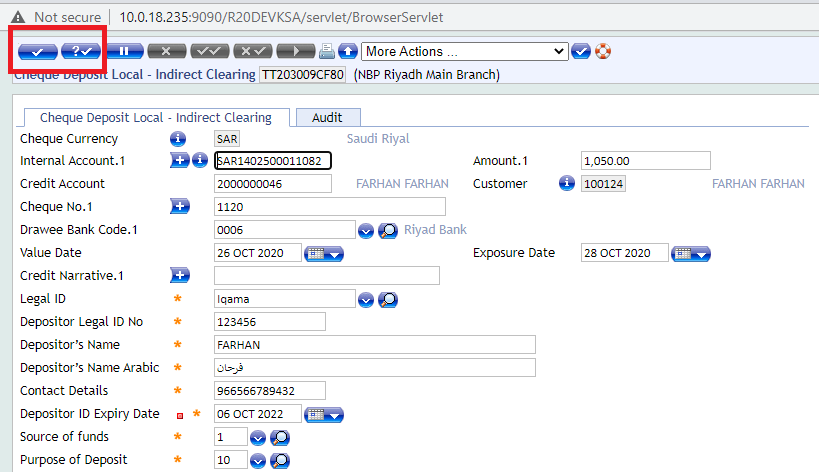 Not secure | 10.0.18.235:9090/R20DEVKSA/servlet/BrowserServlet
? More Actions ...
Cheque Deposit Local - Indirect Clearing TT203009CF80 (NBP Riyadh Main Branch)
Cheque Deposit Local - Indirect Clearing Audit
Cheque Currency SAR Saudi Riyal
Internal Account.1 SAR1402500011082 Amount.1 1,050.00
Credit Account 2000000046 FARHAN FARHAN Customer 100124 FARHAN FARHAN
Cheque No.1 1120
Drawee Bank Code.1 0006 Riyad Bank
Value Date 26 OCT 2020 Exposure Date 28 OCT 2020
Credit Narrative.1
Legal ID * Iqama
Depositor Legal ID No * 123456
Depositor's Name * FARHAN
Depositor's Name Arabic * فرحان
Contact Details * 966566789432
Depositor ID Expiry Date * 06 OCT 2022
Source of funds * 1
Purpose of Deposit * 10